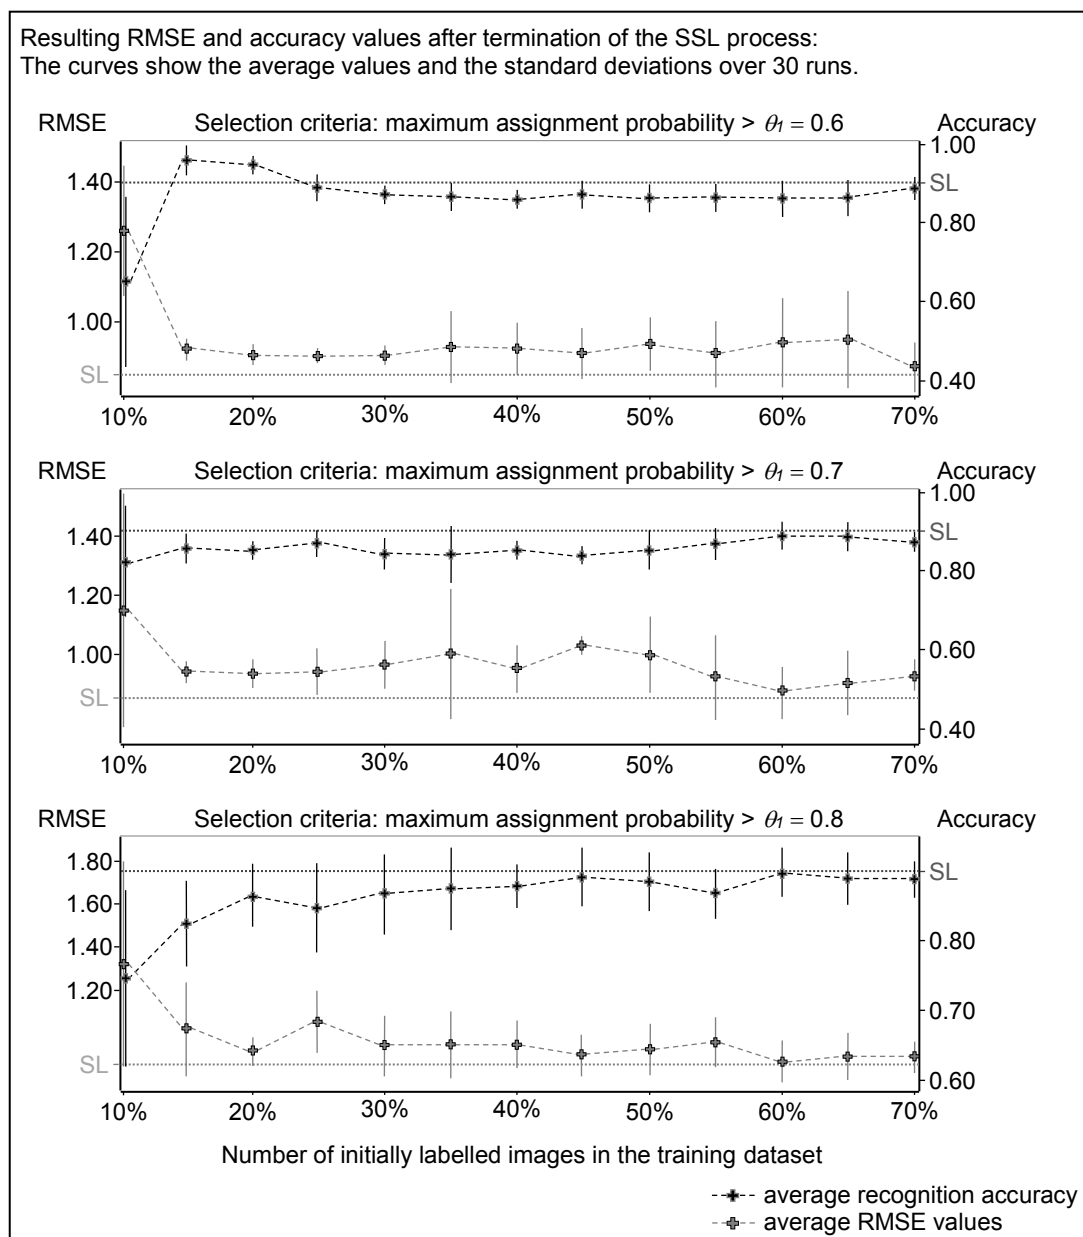 Resulting RMSE and accuracy values after termination of the SSL process:
The curves show the average values and the standard deviations over 30 runs.
RMSE Selection criteria: maximum assignment probability > θ1 = 0.6 Accuracy
1.00
1.40 SL
0.80
1.20
0.60
1.00
SL 0.40
10% 20% 30% 40% 50% 60% 70%
RMSE Selection criteria: maximum assignment probability > θ1 = 0.7 Accuracy
1.00
1.40 SL
0.80
1.20
1.00 0.60
SL
0.40
10% 20% 30% 40% 50% 60% 70%
RMSE Selection criteria: maximum assignment probability > θ1 = 0.8 Accuracy
1.80 SL
1.60
1.40 0.80
1.20
0.70
SL 0.60
10% 20% 30% 40% 50% 60% 70%
Number of initially labelled images in the training dataset
average recognition accuracy
average RMSE values